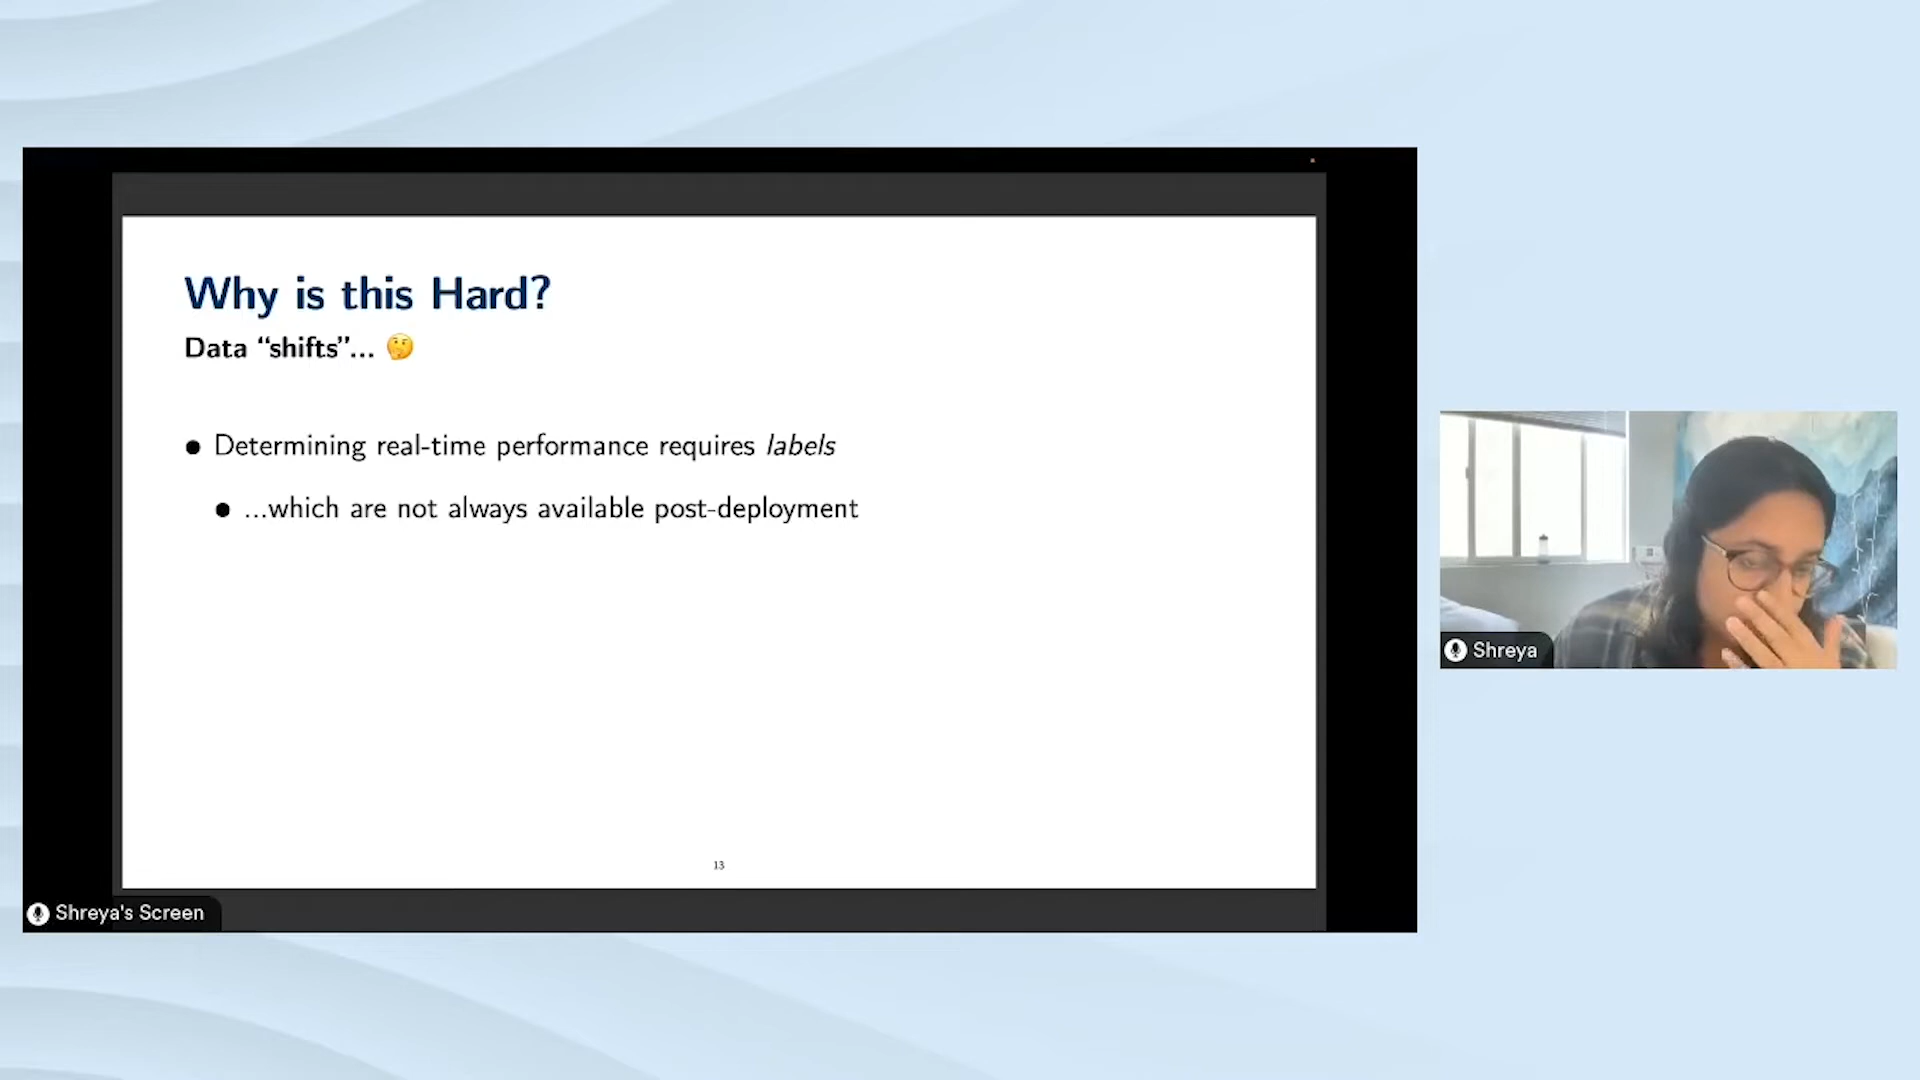 Why is this Hard?
Data “shifts”... 🤔
● Determining real-time performance requires labels
● ...which are not always available post-deployment
13
Shreya's Screen
Shreya